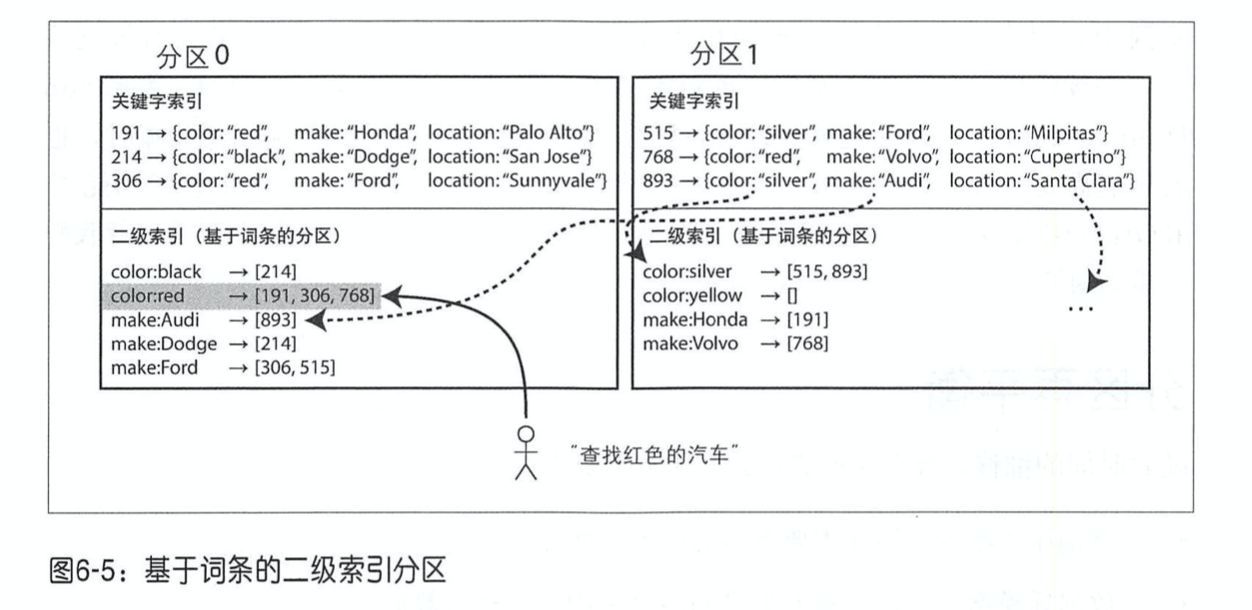 分区0
关键字索引
191 → {color: “red”, make: “Honda”, location: “Palo Alto”}
214 → {color: “black”, make: “Dodge”, location: “San Jose”}
306 → {color: “red”, make: “Ford”, location: “Sunnyvale”}
二级索引（基于词条的分区）
color:black → [214]
color:red → [191, 306, 768]
make:Audi → [893]
make:Dodge → [214]
make:Ford → [306, 515]
分区1
关键字索引
515 → {color: “silver”, make: “Ford”, location: “Milpitas”}
768 → {color: “red”, make: “Volvo”, location: “Cupertino”}
893 → {color: “silver”, make: “Audi”, location: “Santa Clara”}
二级索引（基于词条的分区）
color:silver → [515, 893]
color:yellow → []
make:Honda → [191]
make:Volvo → [768]
...
“查找红色的汽车”
图6-5：基于词条的二级索引分区